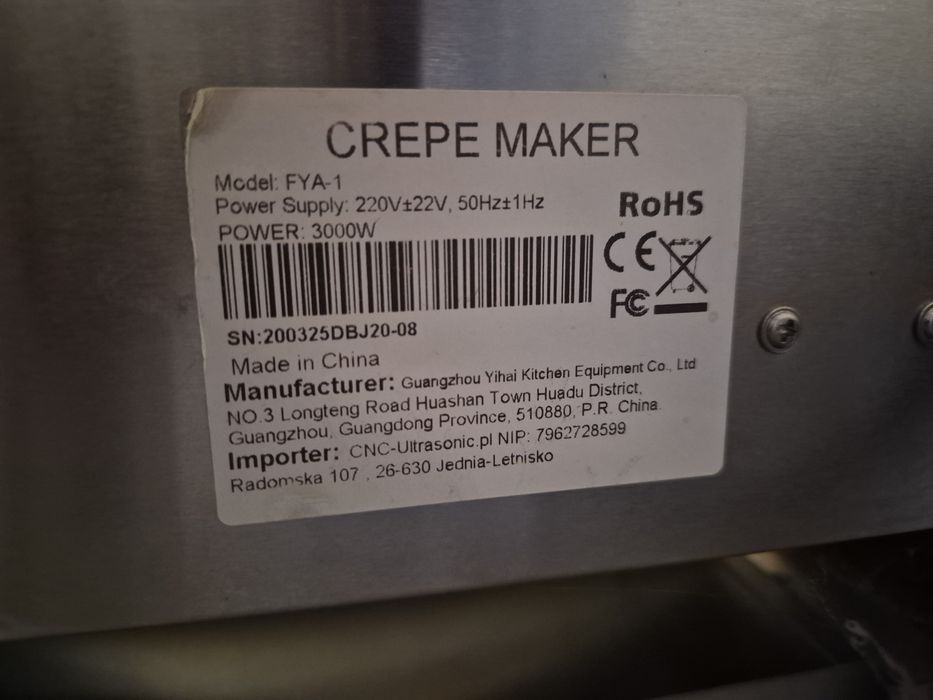 CREPE MAKER
Model: FYA-1
Power Supply: 220V±22V, 50Hz±1Hz
POWER: 3000W
RoHS
CE
FC
SN:200325DBJ20-08
Made in China
Manufacturer: Guangzhou Yihai Kitchen Equipment Co., Ltd
NO.3 Longteng Road Huashan Town Huadu District,
Guangzhou, Guangdong Province, 510880, P.R. China.
Importer: CNC-Ultrasonic.pl NIP: 7962728599
Radomska 107 , 26-630 Jednia-Letnisko